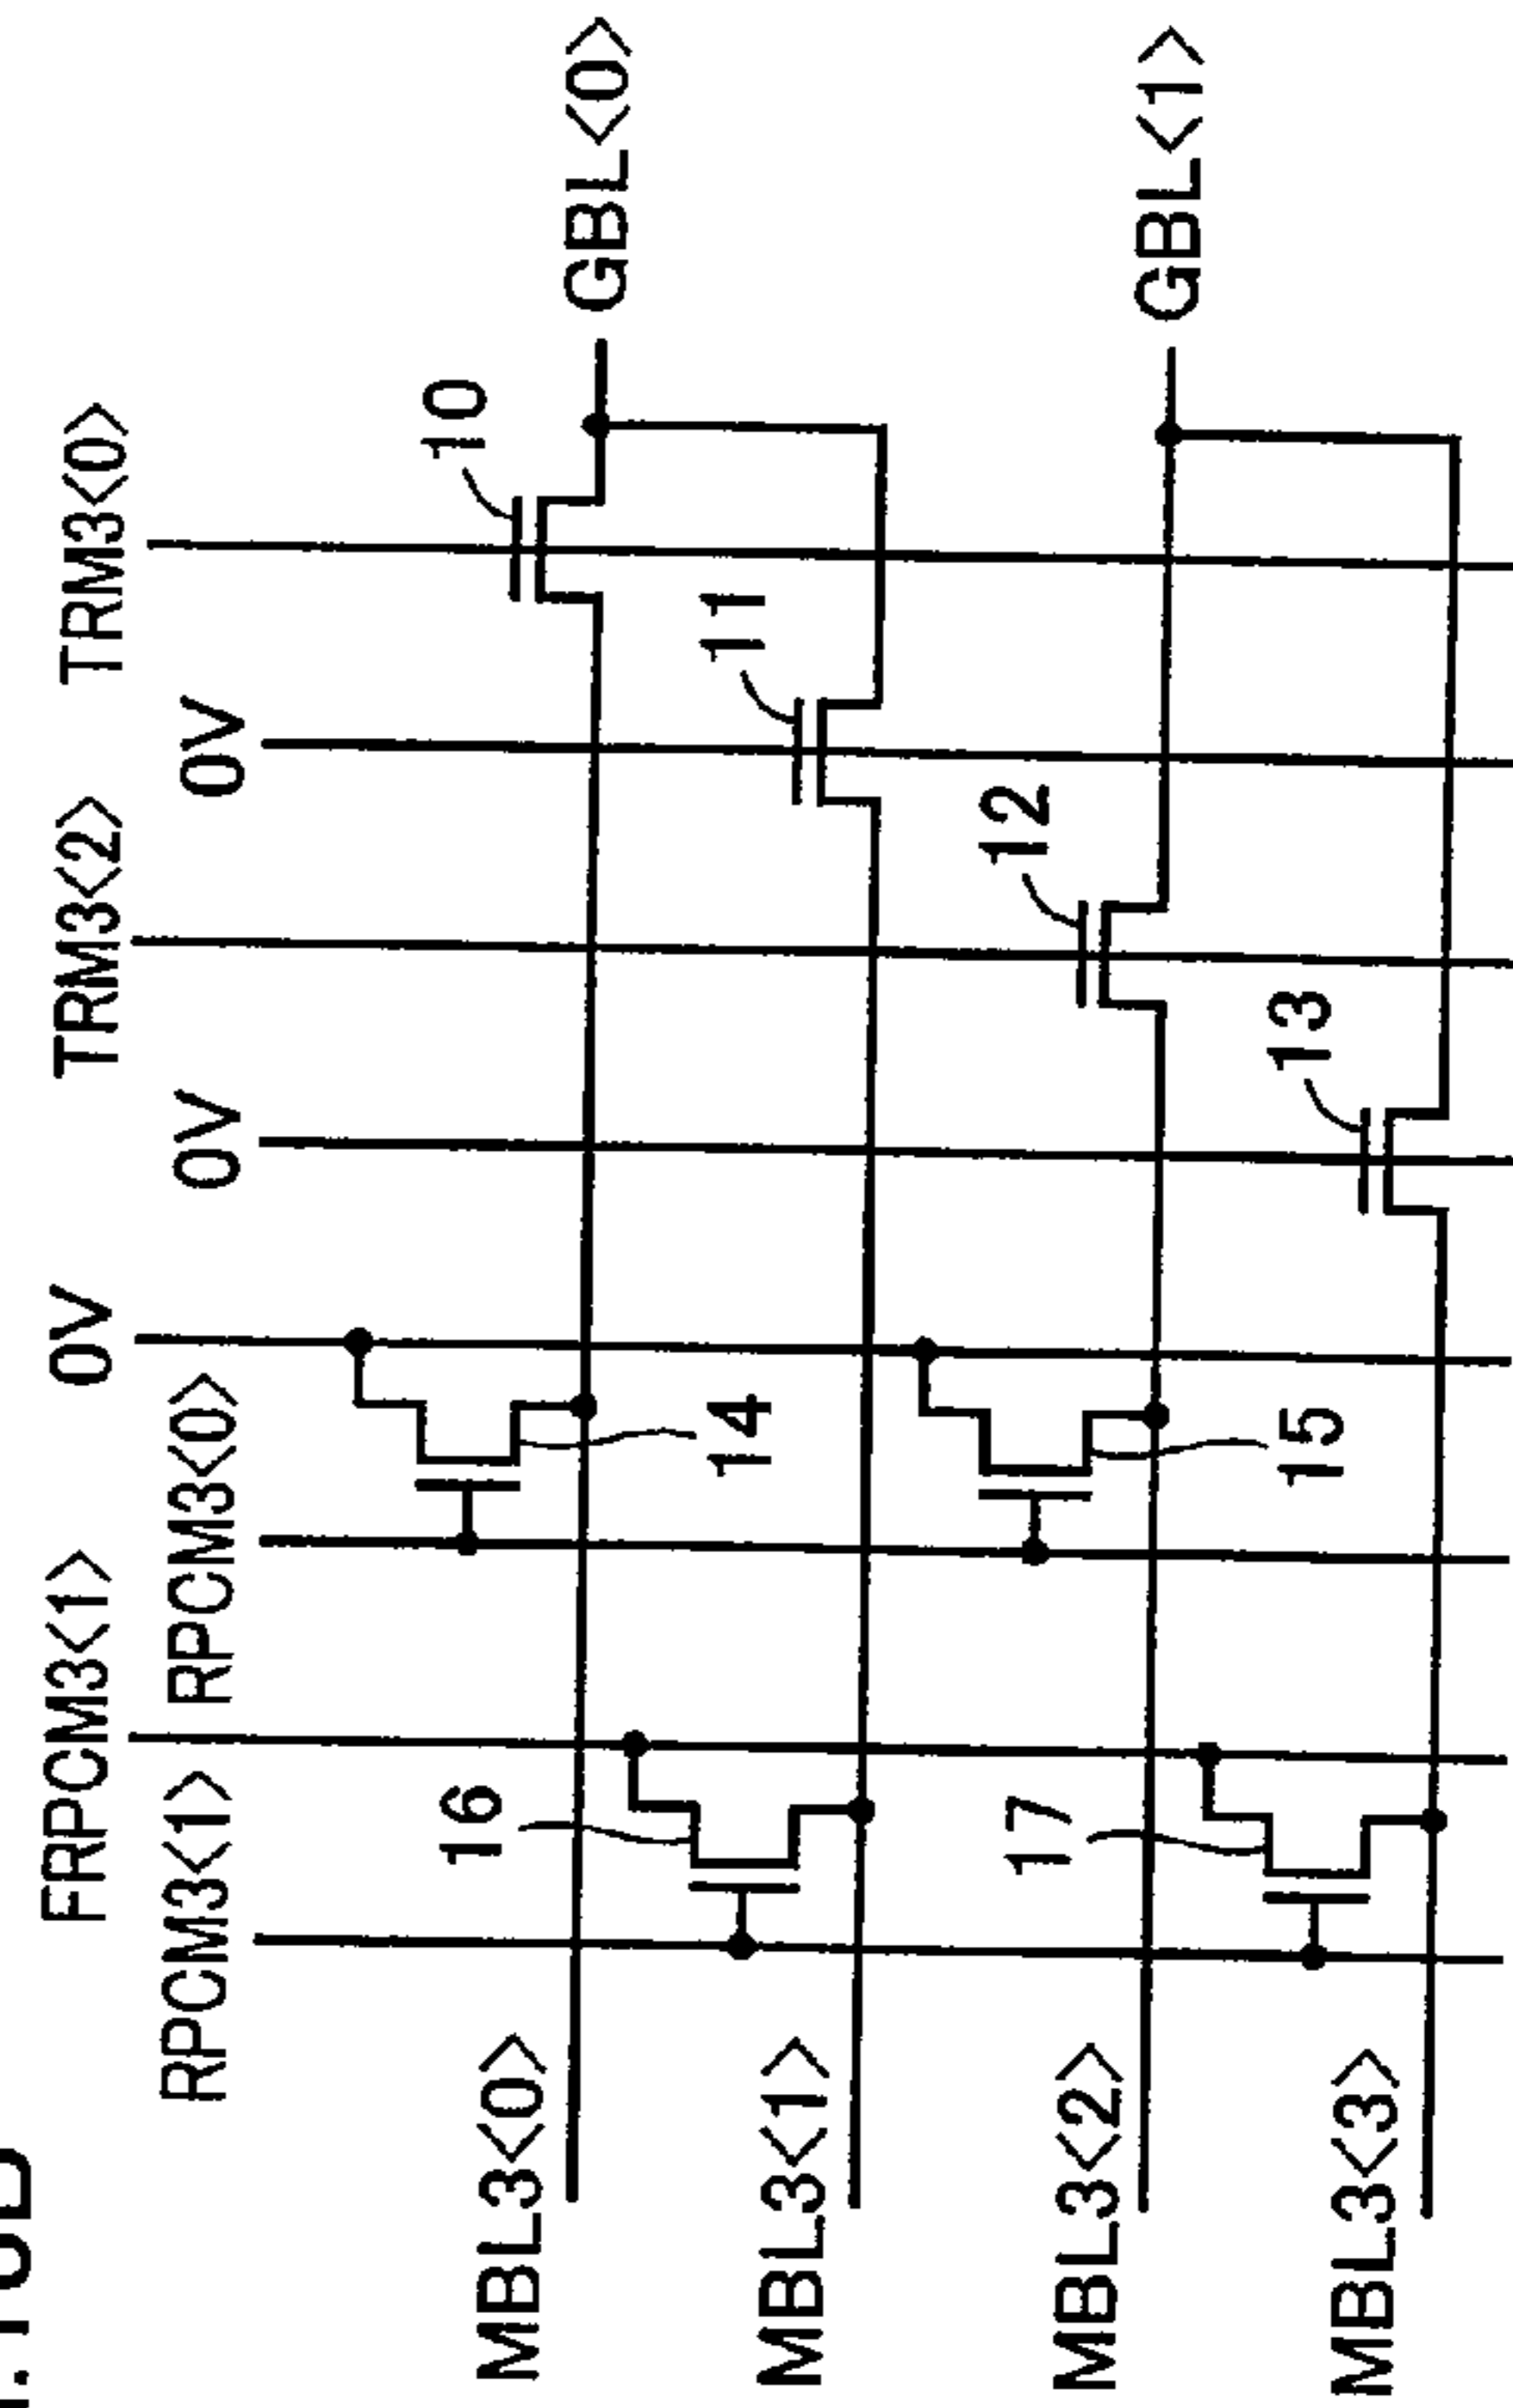 FRPCM3<1>
0V
TRM3<2>
TRM3<0>
RPCM3<1>
RPCM3<0>
0V
0V
10
MBL3<0>
16
GBL<0>
14
11
MBL3<1>
12
MBL3<2>
17
GBL<1>
15
13
MBL3<3>